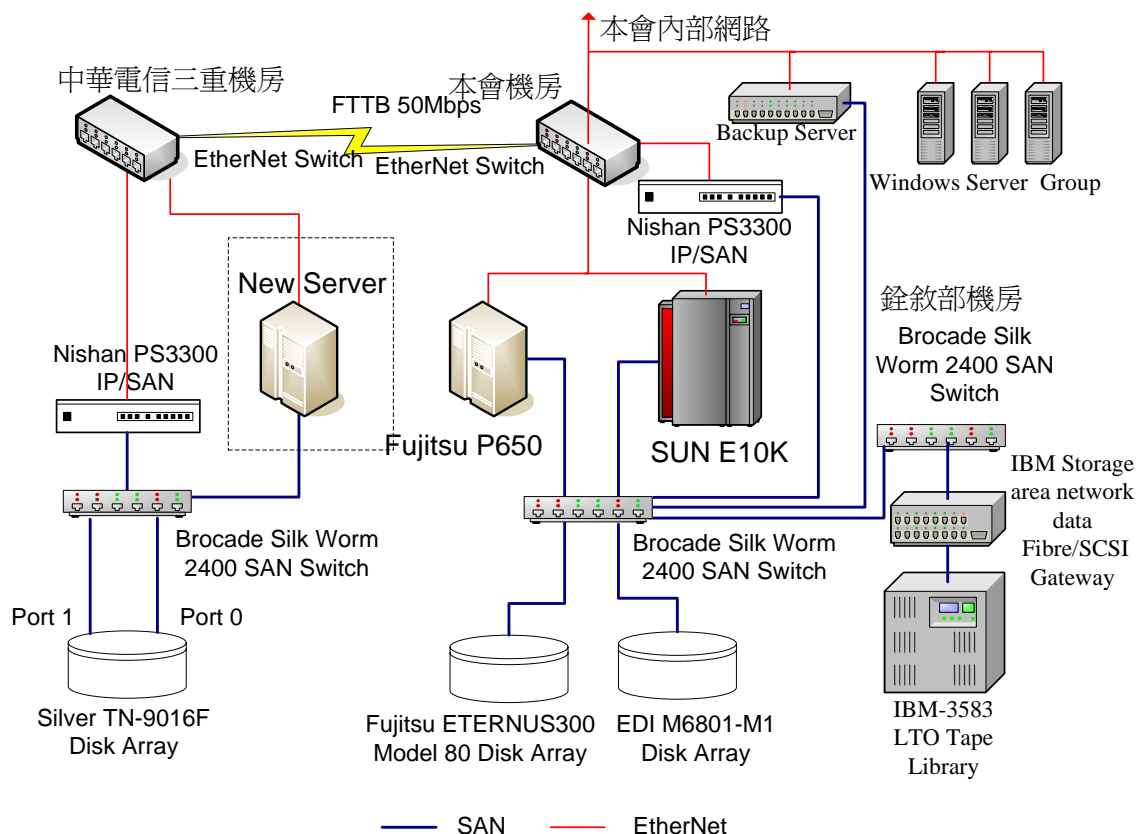 本會內部網路
中華電信三重機房
本會機房
FTTB 50Mbps
EtherNet Switch
EtherNet Switch
Backup Server
Windows Server Group
Nishan PS3300
IP/SAN
New Server
銓敘部機房
Brocade Silk
Worm 2400 SAN
Switch
Nishan PS3300
IP/SAN
Fujitsu P650
SUN E10K
IBM Storage
area network
data
Fibre/SCSI
Gateway
Brocade Silk Worm
2400 SAN Switch
Brocade Silk Worm
2400 SAN Switch
Port 1
Port 0
Silver TN-9016F
Disk Array
Fujitsu ETERNUS300
Model 80 Disk Array
EDI M6801-M1
Disk Array
IBM-3583
LTO Tape
Library
SAN
EtherNet